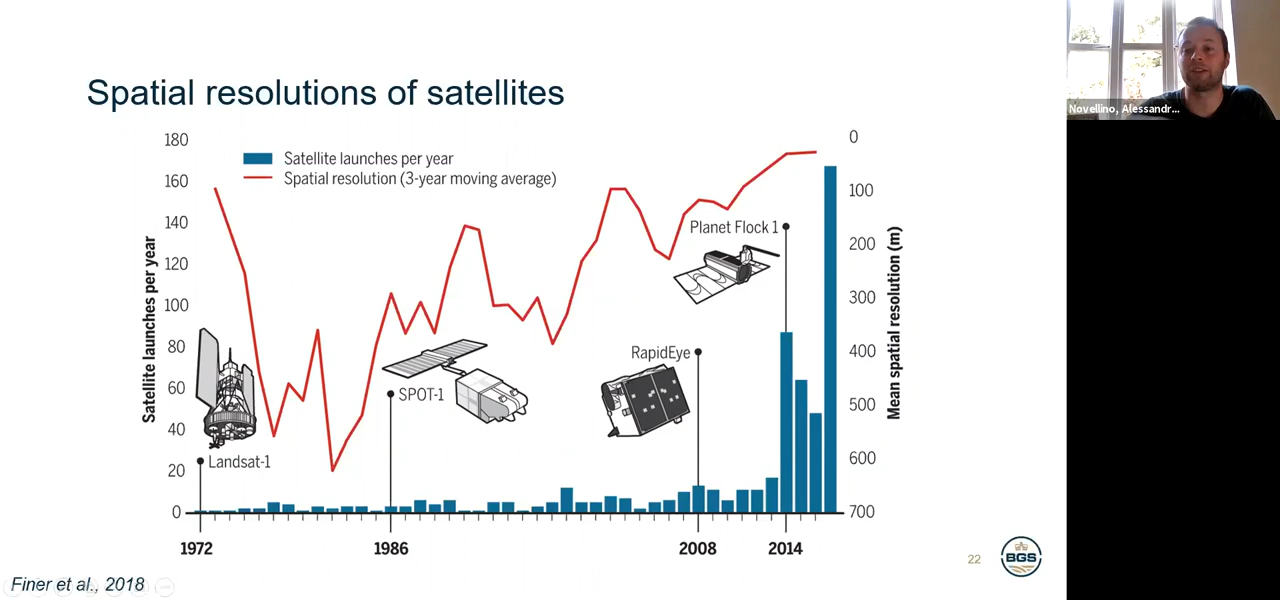 Spatial resolutions of satellites
Satellite launches per year
Spatial resolution (3-year moving average)
Satellite launches per year
180
160
140
120
100
80
60
40
20
0
Landsat-1
SPOT-1
RapidEye
Planet Flock 1
0
100
200
300
400
500
600
700
Mean spatial resolution (m)
1972
1986
2008
2014
Finer et al., 2018
22
BGS
Novellino, Alessandr...